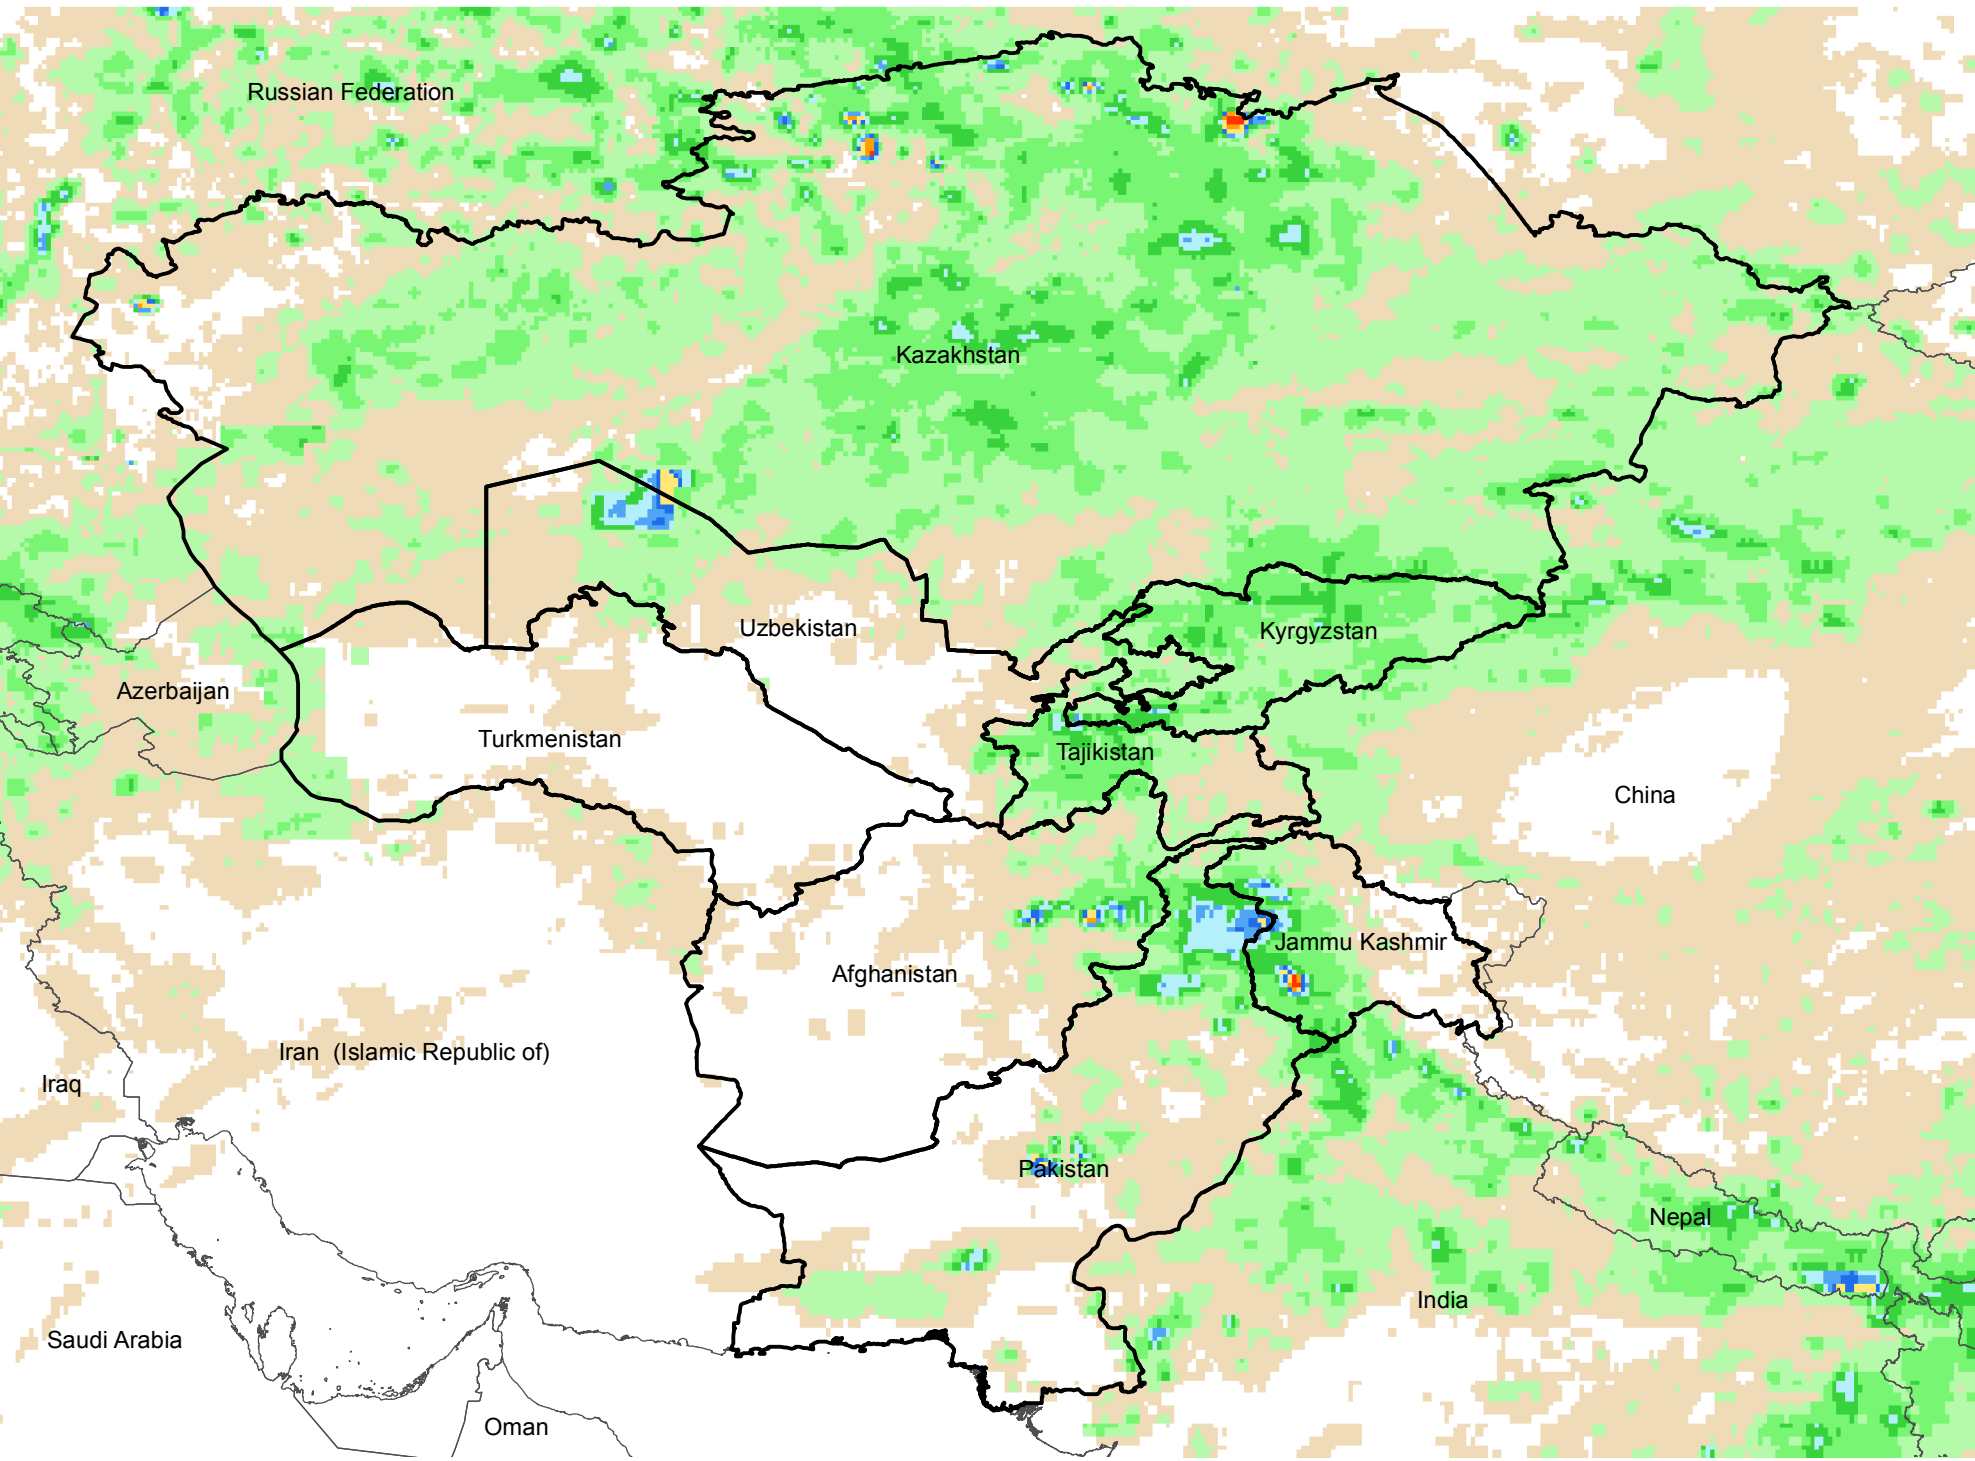 Russian Federation
Kazakhstan
Uzbekistan
Kyrgyzstan
Azerbaijan
Turkmenistan
Tajikistan
China
Jammu Kashmir
Afghanistan
Iran  (Islamic Republic of)
Iraq
Pakistan
Nepal
India
Saudi Arabia
Oman